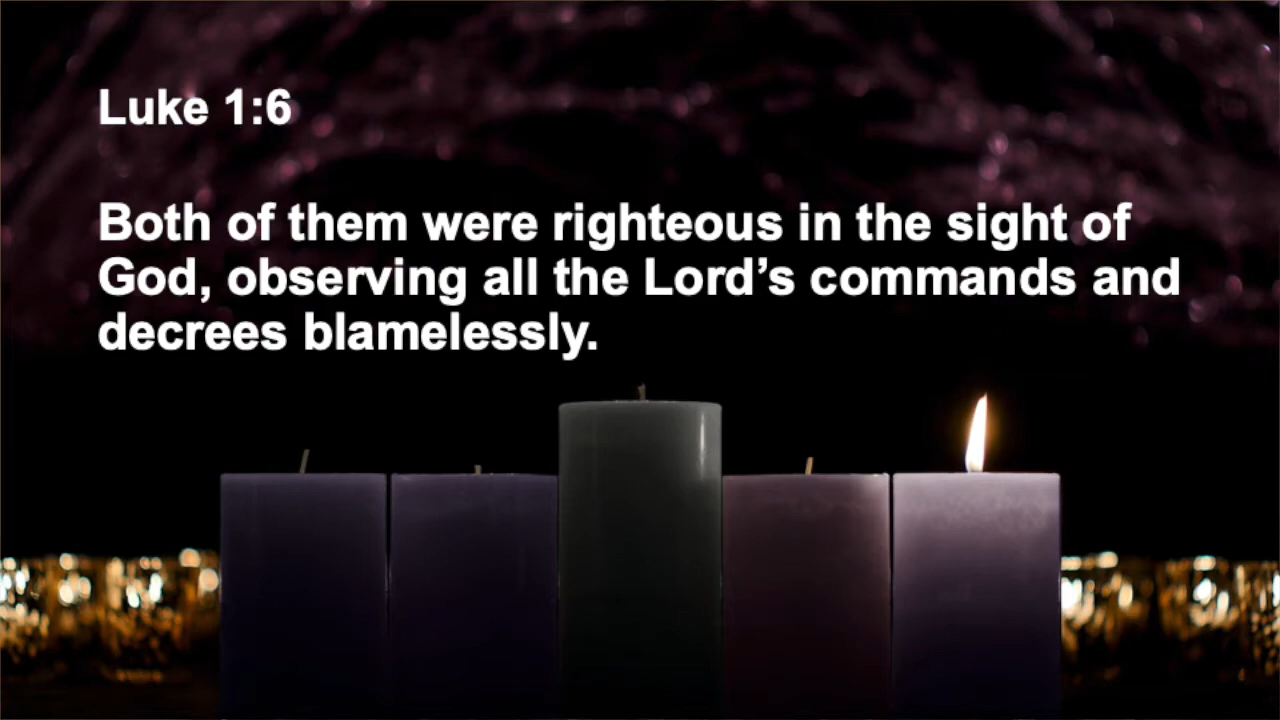 Luke 1:6
Both of them were righteous in the sight of
God, observing all the Lord’s commands and
decrees blamelessly.